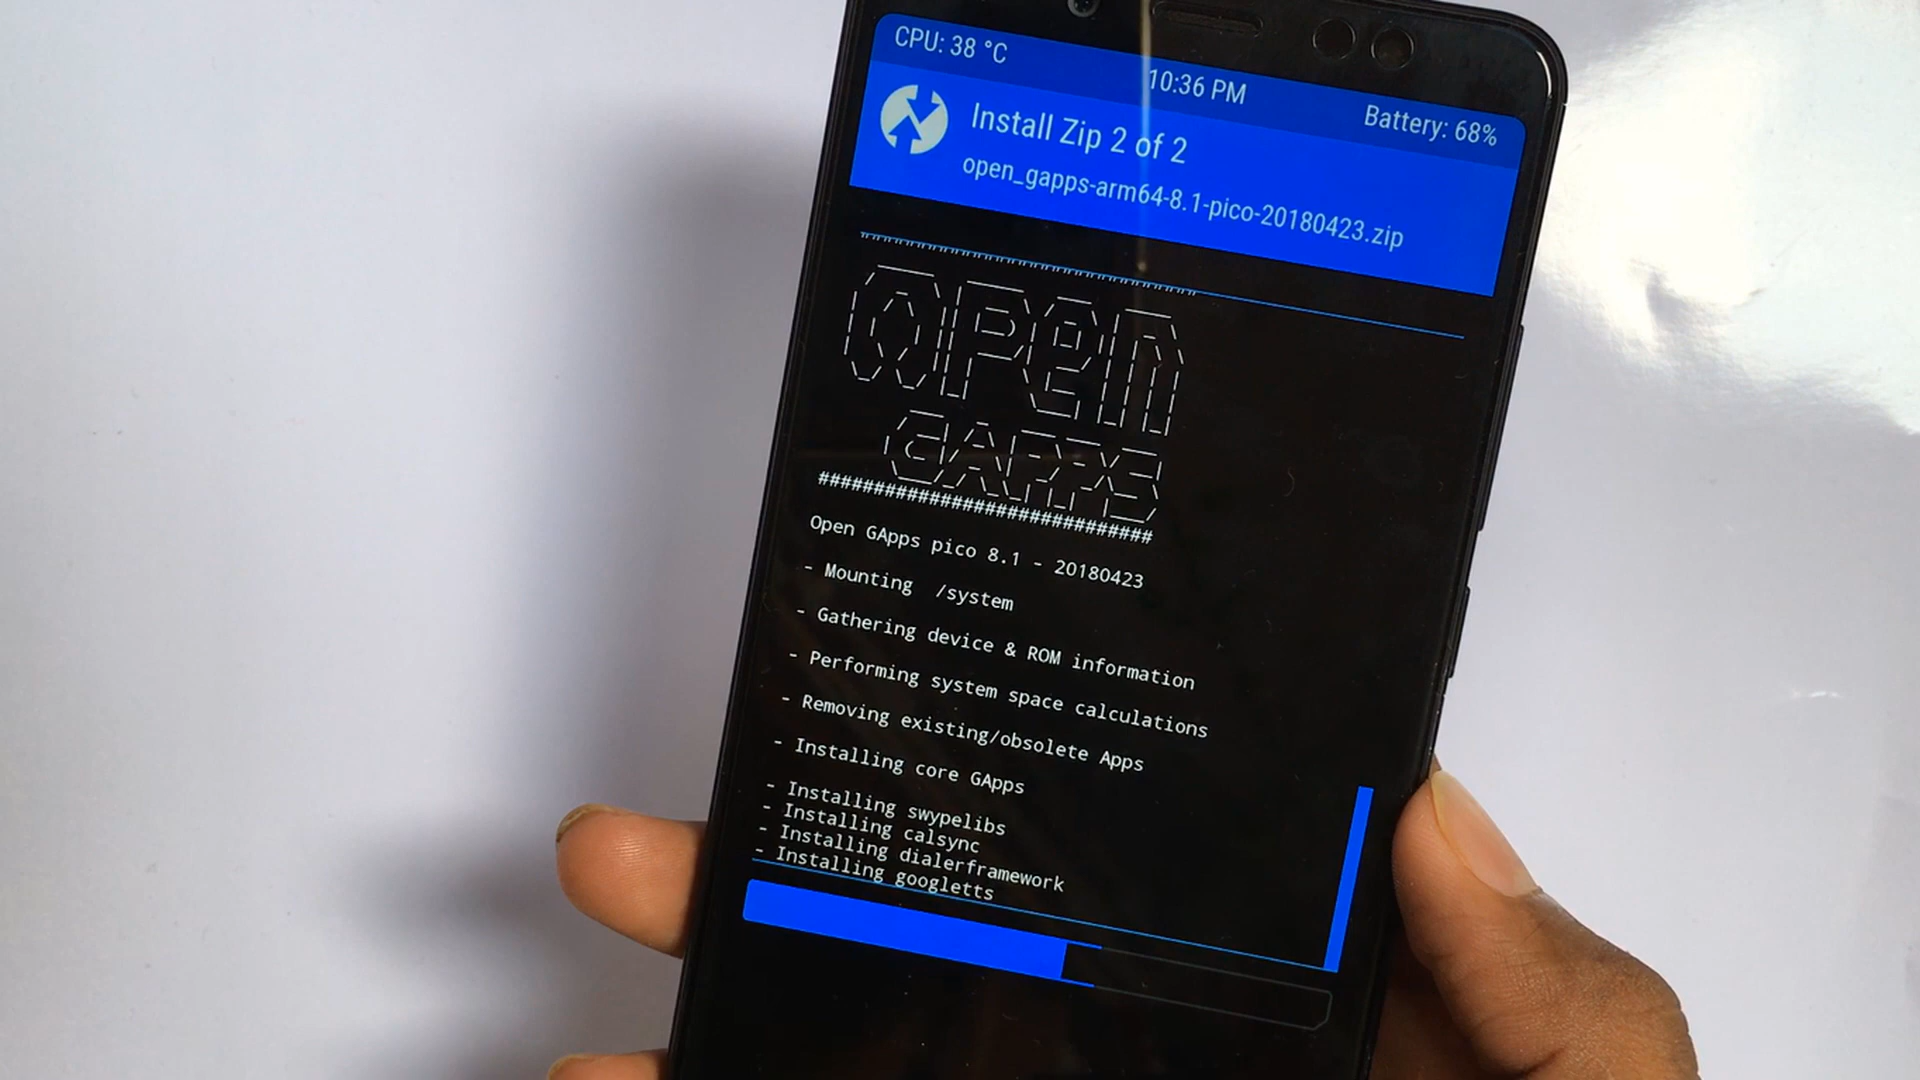 CPU: 38 °C
10:36 PM
Battery: 68%
Install Zip 2 of 2
open_gapps-arm64-8.1-pico-20180423.zip
OPEN
GAPPS
##############################
Open GApps pico 8.1 - 20180423
- Mounting /system
- Gathering device & ROM information
- Performing system space calculations
- Removing existing/obsolete Apps
- Installing core GApps
- Installing swypelibs
- Installing calsync
- Installing dialerframework
- Installing googletts